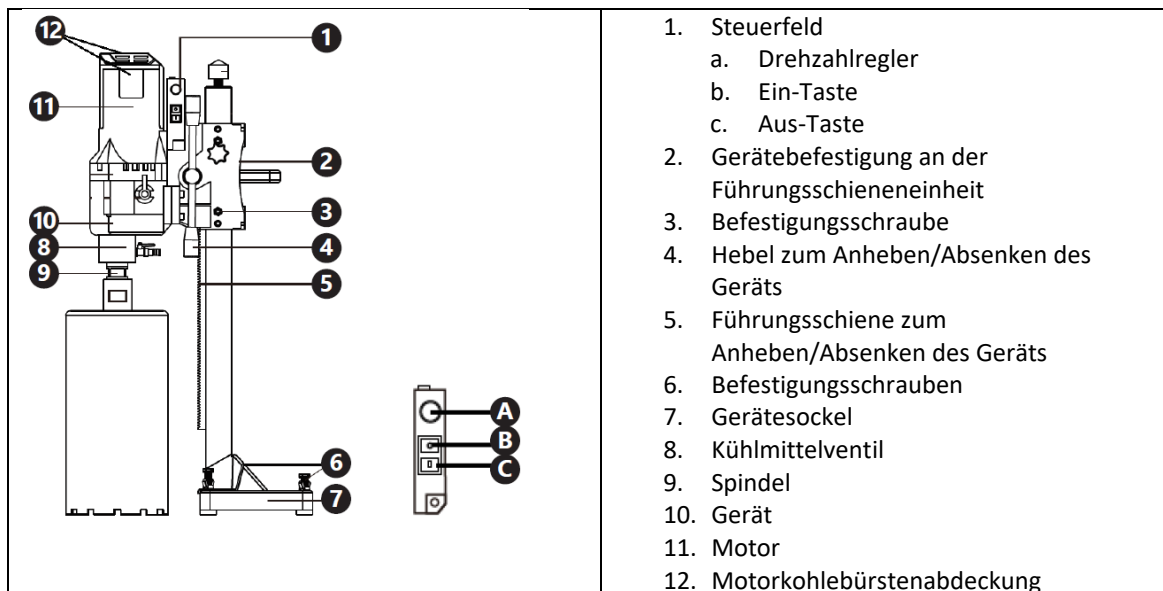 12
1
11
2
10
3
8
4
9
5
A
B
6
C
7
1. Steuerfeld
a. Drehzahlregler
b. Ein-Taste
c. Aus-Taste
2. Gerätebefestigung an der
Führungsschieneneinheit
3. Befestigungsschraube
4. Hebel zum Anheben/Absenken des
Geräts
5. Führungsschiene zum
Anheben/Absenken des Geräts
6. Befestigungsschrauben
7. Gerätesockel
8. Kühlmittelventil
9. Spindel
10. Gerät
11. Motor
12. Motorkohlebürstenabdeckung